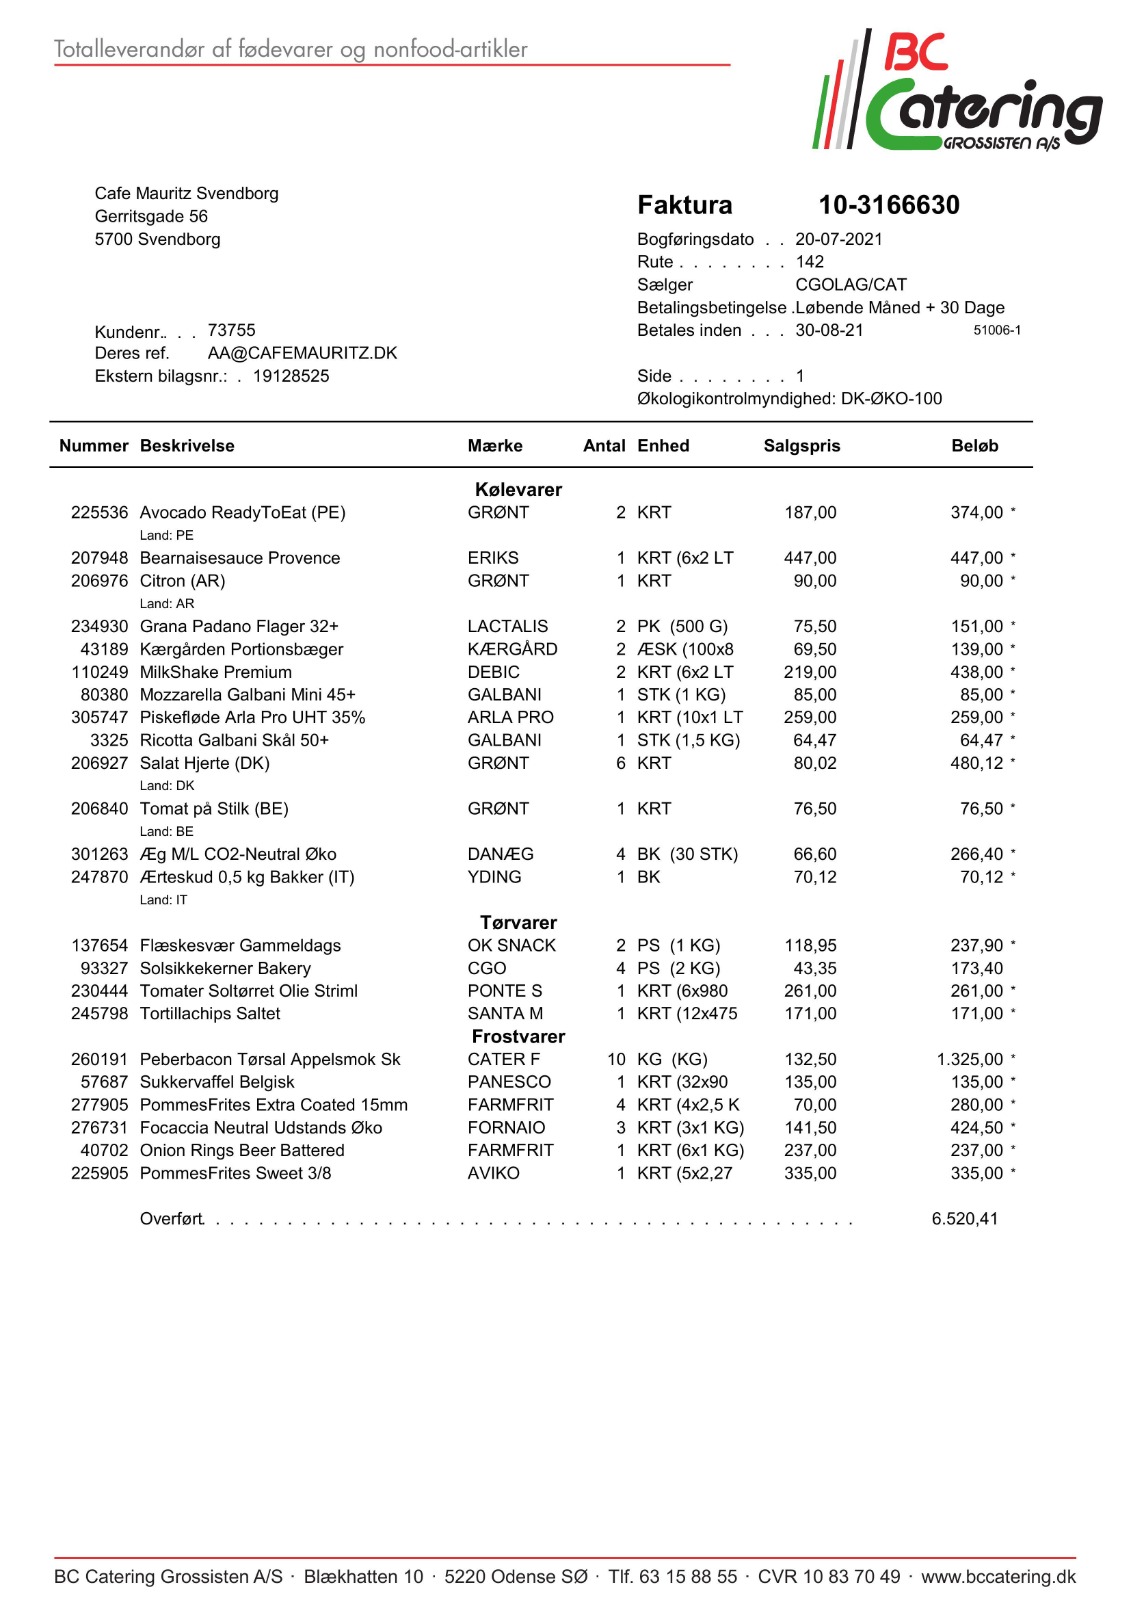 Totalleverandør af fødevarer og nonfood-artikler
BC
Catering
GROSSISTEN A/S
Cafe Mauritz Svendborg
Gerritsgade 56
5700 Svendborg
Faktura 10-3166630
Bogføringsdato . . 20-07-2021
Rute . . . . . . . . 142
Sælger CGOLAG/CAT
Betalingsbetingelse .Løbende Måned + 30 Dage
Betales inden . . . 30-08-21 51006-1
Kundenr.. . . 73755
Deres ref. AA@CAFEMAURITZ.DK
Ekstern bilagsnr.: . 19128525
Side . . . . . . . . 1
Økologikontrolmyndighed: DK-ØKO-100
Nummer Beskrivelse Mærke Antal Enhed Salgspris Beløb
Kølevarer
225536 Avocado ReadyToEat (PE) GRØNT 2 KRT 187,00 374,00 *
Land: PE
207948 Bearnaisesauce Provence ERIKS 1 KRT (6x2 LT 447,00 447,00 *
206976 Citron (AR) GRØNT 1 KRT 90,00 90,00 *
Land: AR
234930 Grana Padano Flager 32+ LACTALIS 2 PK (500 G) 75,50 151,00 *
43189 Kærgården Portionsbæger KÆRGÅRD 2 ÆSK (100x8 69,50 139,00 *
110249 MilkShake Premium DEBIC 2 KRT (6x2 LT 219,00 438,00 *
80380 Mozzarella Galbani Mini 45+ GALBANI 1 STK (1 KG) 85,00 85,00 *
305747 Piskefløde Arla Pro UHT 35% ARLA PRO 1 KRT (10x1 LT 259,00 259,00 *
3325 Ricotta Galbani Skål 50+ GALBANI 1 STK (1,5 KG) 64,47 64,47 *
206927 Salat Hjerte (DK) GRØNT 6 KRT 80,02 480,12 *
Land: DK
206840 Tomat på Stilk (BE) GRØNT 1 KRT 76,50 76,50 *
Land: BE
301263 Æg M/L CO2-Neutral Øko DANÆG 4 BK (30 STK) 66,60 266,40 *
247870 Ærteskud 0,5 kg Bakker (IT) YDING 1 BK 70,12 70,12 *
Land: IT
Tørvarer
137654 Flæskesvær Gammeldags OK SNACK 2 PS (1 KG) 118,95 237,90 *
93327 Solsikkekerner Bakery CGO 4 PS (2 KG) 43,35 173,40
230444 Tomater Soltørret Olie Striml PONTE S 1 KRT (6x980 261,00 261,00 *
245798 Tortillachips Saltet SANTA M 1 KRT (12x475 171,00 171,00 *
Frostvarer
260191 Peberbacon Tørsal Appelsmok Sk CATER F 10 KG (KG) 132,50 1.325,00 *
57687 Sukkervaffel Belgisk PANESCO 1 KRT (32x90 135,00 135,00 *
277905 PommesFrites Extra Coated 15mm FARMFRIT 4 KRT (4x2,5 K 70,00 280,00 *
276731 Focaccia Neutral Udstands Øko FORNAIO 3 KRT (3x1 KG) 141,50 424,50 *
40702 Onion Rings Beer Battered FARMFRIT 1 KRT (6x1 KG) 237,00 237,00 *
225905 PommesFrites Sweet 3/8 AVIKO 1 KRT (5x2,27 335,00 335,00 *
Overført. . . . . . . . . . . . . . . . . . . . . . . . . . . . . . . . . . . . . . . . . . . . . . 6.520,41
BC Catering Grossisten A/S · Blækhatten 10 · 5220 Odense SØ · Tlf. 63 15 88 55 · CVR 10 83 70 49 · www.bccatering.dk